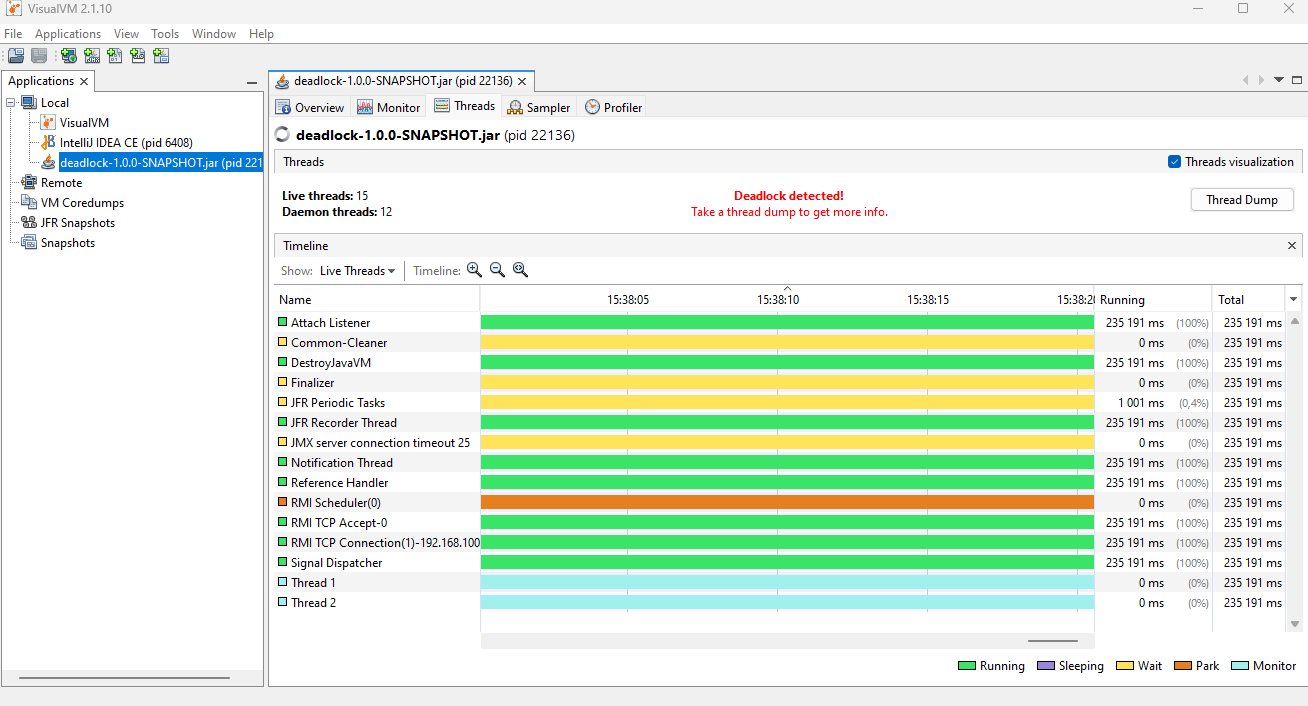 VisualVM 2.1.10
File Applications View Tools Window Help
Applications
Local
VisualVM
IntelliJ IDEA CE (pid 6408)
deadlock-1.0.0-SNAPSHOT.jar (pid 221
Remote
VM Coredumps
JFR Snapshots
Snapshots
deadlock-1.0.0-SNAPSHOT.jar (pid 22136)
Overview Monitor Threads Sampler Profiler
deadlock-1.0.0-SNAPSHOT.jar (pid 22136)
Threads Threads visualization
Live threads: 15
Daemon threads: 12
Deadlock detected!
Take a thread dump to get more info.
Thread Dump
Timeline
Show: Live Threads Timeline:
Name 15:38:05 15:38:10 15:38:15 15:38:20 Running Total
Attach Listener 235 191 ms (100%) 235 191 ms
Common-Cleaner 0 ms (0%) 235 191 ms
DestroyJavaVM 235 191 ms (100%) 235 191 ms
Finalizer 0 ms (0%) 235 191 ms
JFR Periodic Tasks 1 001 ms (0,4%) 235 191 ms
JFR Recorder Thread 235 191 ms (100%) 235 191 ms
JMX server connection timeout 25 0 ms (0%) 235 191 ms
Notification Thread 235 191 ms (100%) 235 191 ms
Reference Handler 235 191 ms (100%) 235 191 ms
RMI Scheduler(0) 0 ms (0%) 235 191 ms
RMI TCP Accept-0 235 191 ms (100%) 235 191 ms
RMI TCP Connection(1)-192.168.100 235 191 ms (100%) 235 191 ms
Signal Dispatcher 235 191 ms (100%) 235 191 ms
Thread 1 0 ms (0%) 235 191 ms
Thread 2 0 ms (0%) 235 191 ms
Running Sleeping Wait Park Monitor